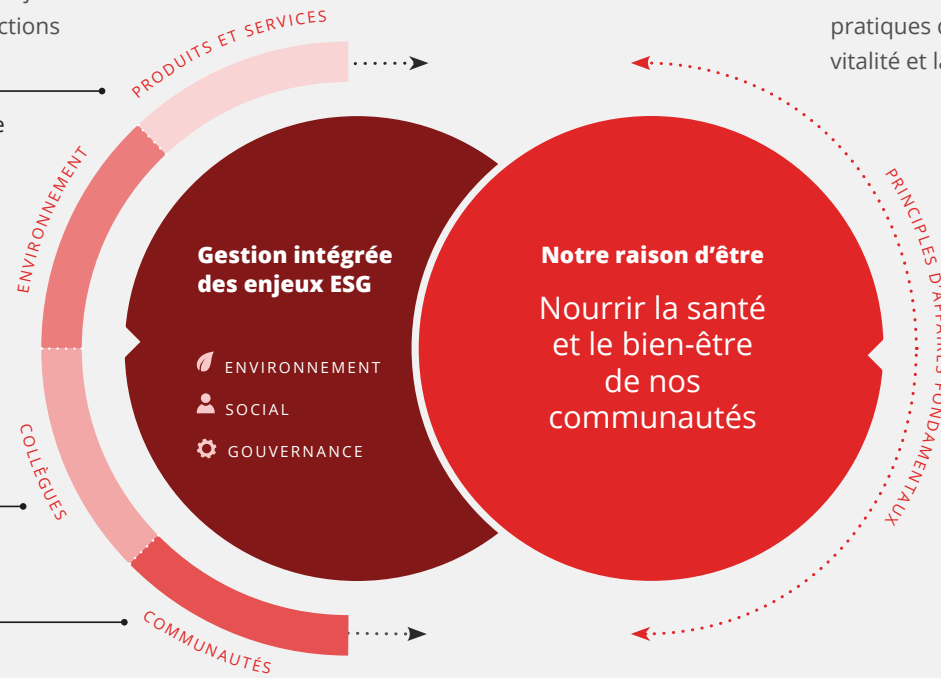 ctions
pratiques
vitalité et
PRODUITS ET SERVICES
ENVIRONNEMENT
COLLÈGUES
COMMUNAUTÉS
Gestion intégrée
des enjeux ESG
ENVIRONNEMENT
SOCIAL
GOUVERNANCE
Notre raison d’être
Nourrir la santé
et le bien-être
de nos
communautés
PRINCIPLES D’AFFAIRES FONDAMENTAUX